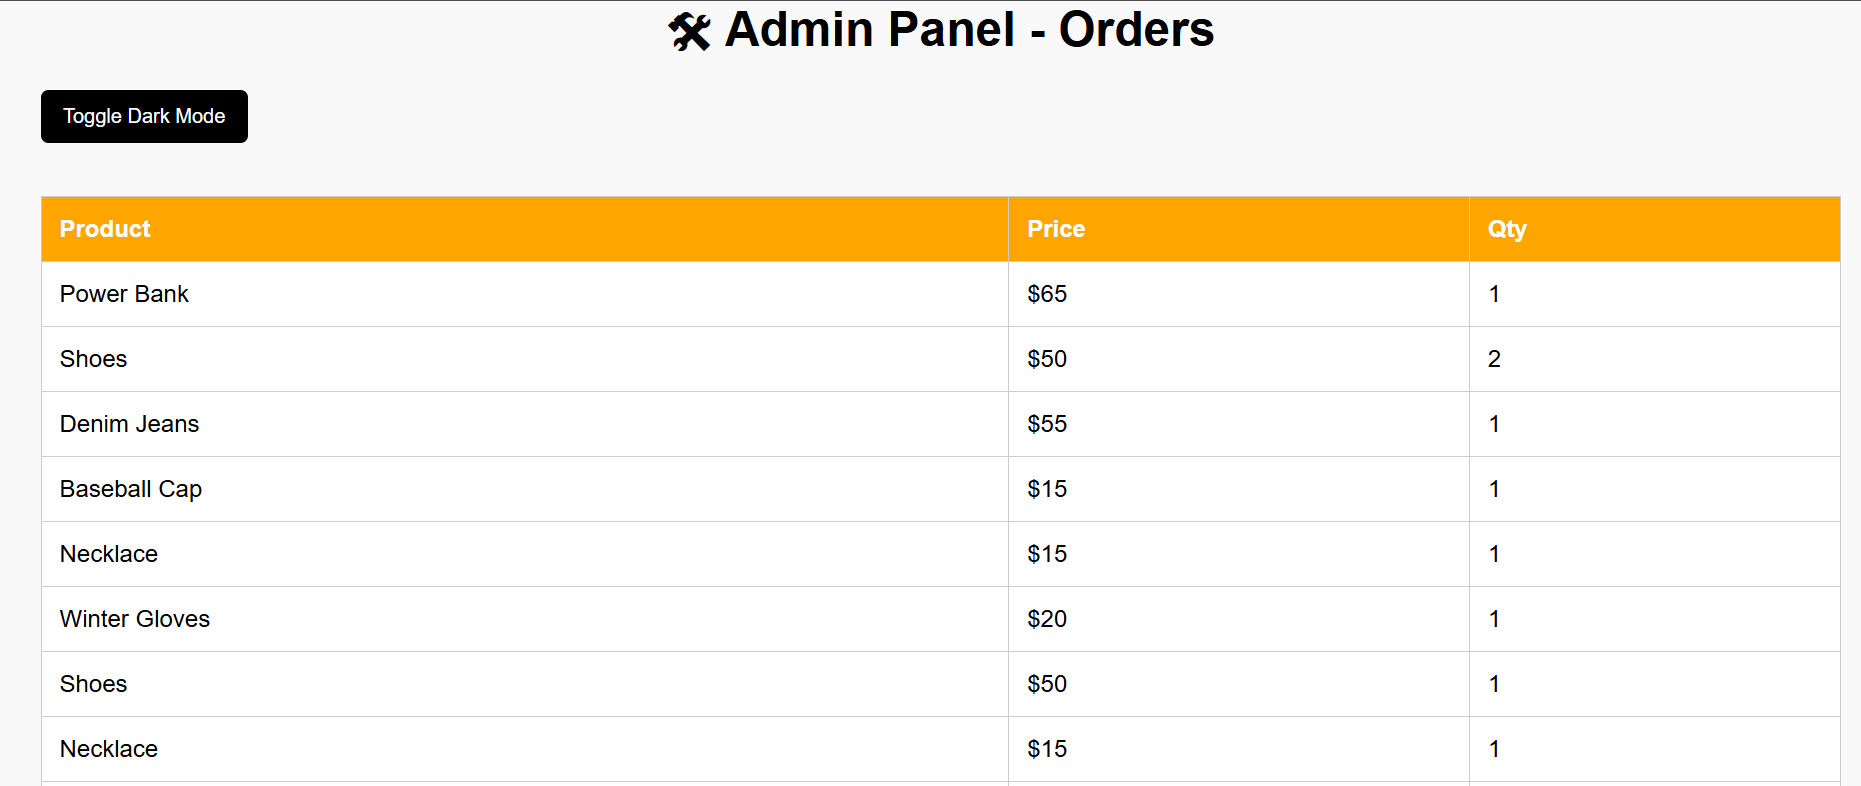 🛠 Admin Panel - Orders
Toggle Dark Mode
Product Price Qty
Power Bank $65 1
Shoes $50 2
Denim Jeans $55 1
Baseball Cap $15 1
Necklace $15 1
Winter Gloves $20 1
Shoes $50 1
Necklace $15 1